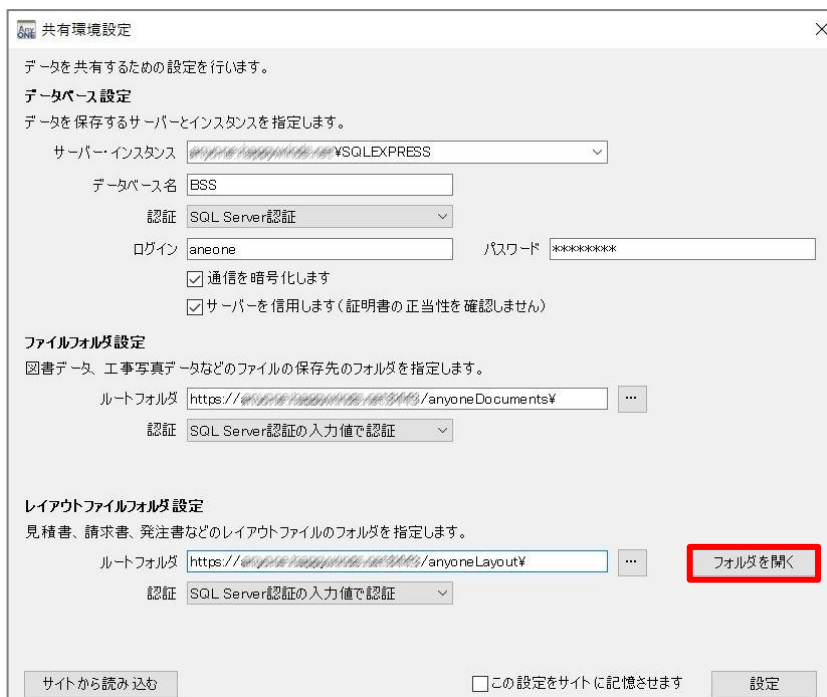 Any
ONE
共有環境設定
データを共有するための設定を行います。
データベース設定
データを保存するサーバーとインスタンスを指定します。
サーバー・インスタンス ¥SQLEXPRESS
データベース名 BSS
認証 SQL Server認証
ログイン aneone パスワード ********
通信を暗号化します
サーバーを信用します(証明書の正当性を確認しません)
ファイルフォルダ設定
図書データ、工事写真データなどのファイルの保存先のフォルダを指定します。
ルートフォルダ https:// /anyoneDocuments¥ ...
認証 SQL Server認証の入力値で認証
レイアウトファイルフォルダ設定
見積書、請求書、発注書などのレイアウトファイルのフォルダを指定します。
ルートフォルダ https:// /anyoneLayout¥ ... フォルダを開く
認証 SQL Server認証の入力値で認証
サイトから読み込む この設定をサイトに記憶させます 設定